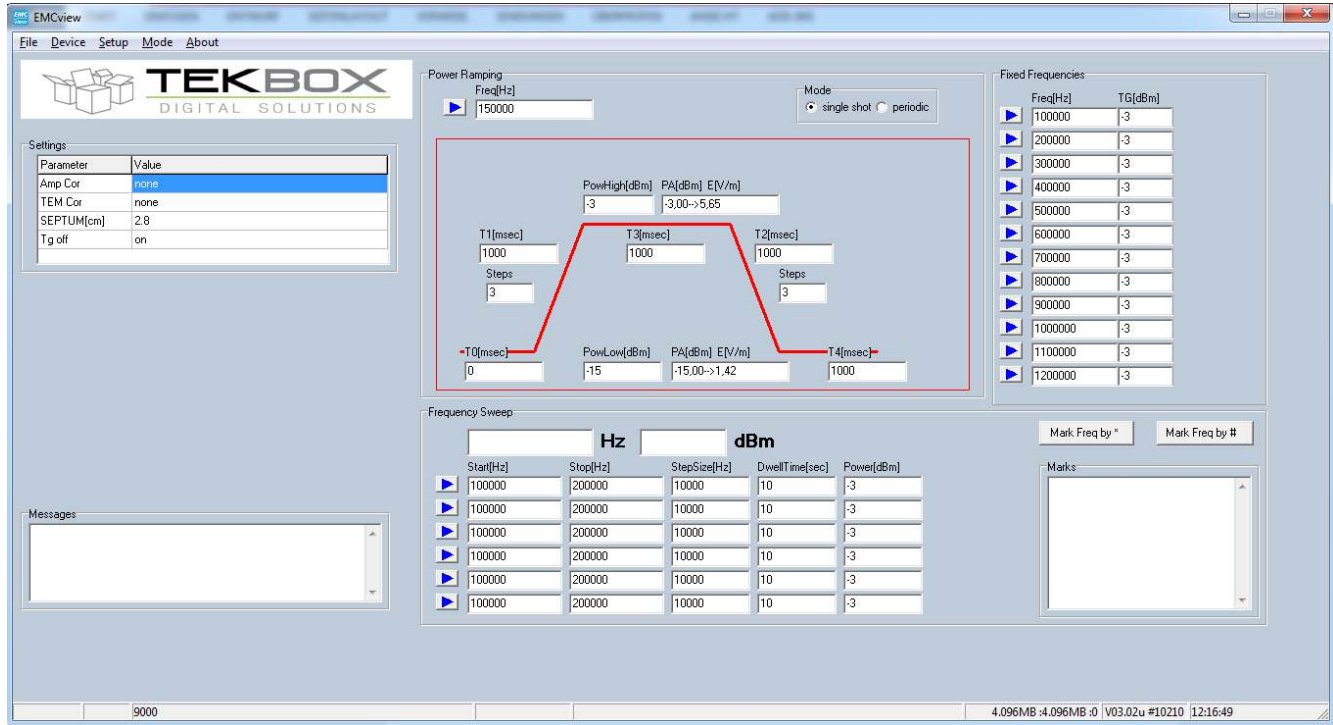 EMC
view
EMCview
File Device Setup Mode About
TEKBOX
DIGITAL SOLUTIONS
Settings
Parameter Value
Amp Cor none
TEM Cor none
SEPTUM[cm] 2.8
Tg off on
Messages
Power Ramping
Freq[Hz]
150000
Mode
single shot periodic
PowHigh[dBm] PA[dBm] E[V/m]
-3 -3,00-->5,65
T1[msec] T3[msec] T2[msec]
1000 1000 1000
Steps Steps
3 3
T0[msec] PowLow[dBm] PA[dBm] E[V/m] T4[msec]
0 -15 -15,00-->1,42 1000
Fixed Frequencies
Freq[Hz] TG[dBm]
100000 -3
200000 -3
300000 -3
400000 -3
500000 -3
600000 -3
700000 -3
800000 -3
900000 -3
1000000 -3
1100000 -3
1200000 -3
Frequency Sweep
Hz dBm
Start[Hz] Stop[Hz] StepSize[Hz] DwellTime[sec] Power[dBm]
100000 200000 10000 10 -3
100000 200000 10000 10 -3
100000 200000 10000 10 -3
100000 200000 10000 10 -3
100000 200000 10000 10 -3
100000 200000 10000 10 -3
Mark Freq by * Mark Freq by #
Marks
9000 4.096MB :4.096MB :0 V03.02u #10210 12:16:49